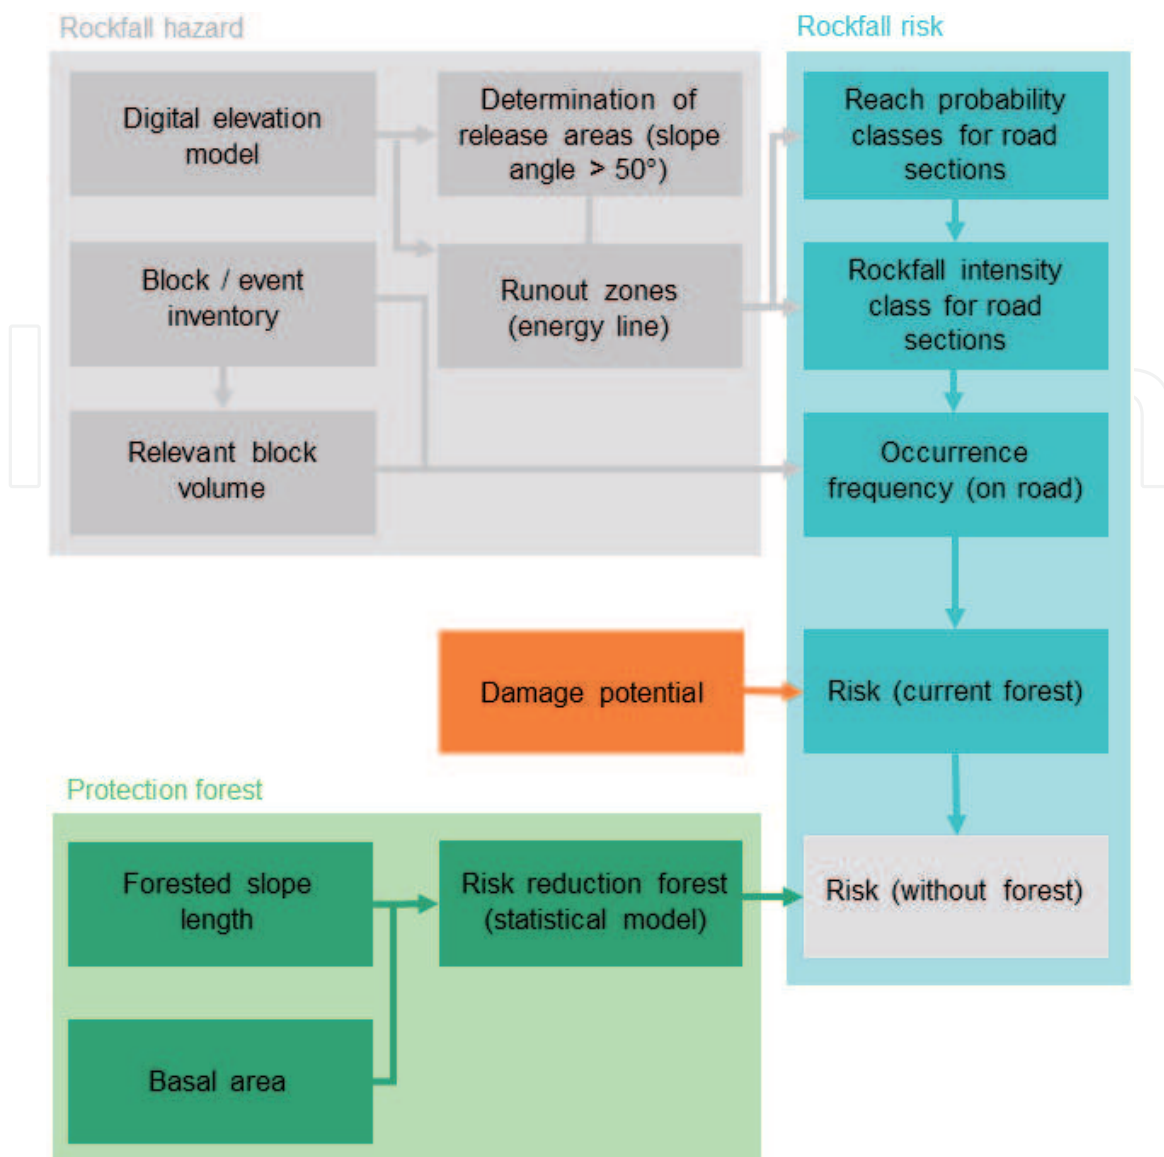 Rockfall hazard
Digital elevation
model
Determination of
release areas (slope
angle > 50°)
Block / event
inventory
Runout zones
(energy line)
Relevant block
volume
Rockfall risk
Reach probability
classes for road
sections
Rockfall intensity
class for road
sections
Occurrence
frequency (on road)
Damage potential
Risk (current forest)
Protection forest
Forested slope
length
Risk reduction forest
(statistical model)
Risk (without forest)
Basal area